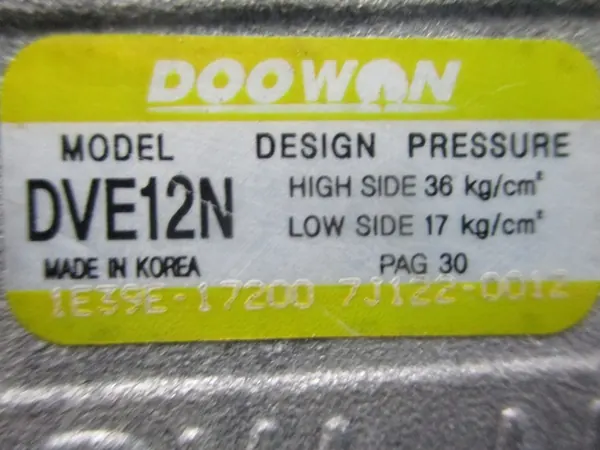 DOOWON
MODEL
DVE12N
MADE IN KOREA
DESIGN PRESSURE
HIGH SIDE 36 kg/cm²
LOW SIDE 17 kg/cm²
PAG 30
1E39E-17200 7J122-0012